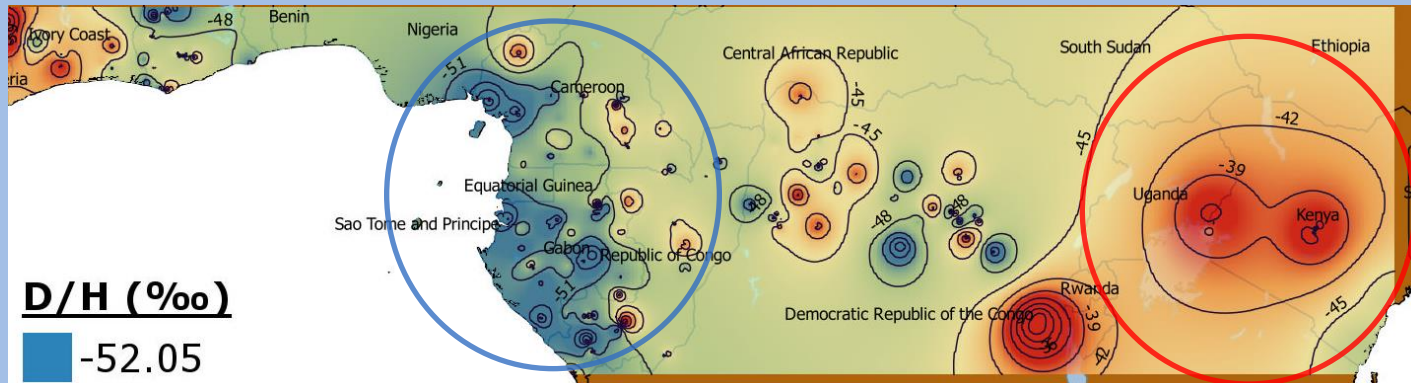 -48
Benin
Ivory Coast
Nigeria
Central African Republic
South Sudan
Ethiopia
eria
-51
Cameroon
-45
-45
-45
-42
-39
Equatorial Guinea
-48
-48
-48
Uganda
Kenya
S
Sao Tome and Principe
Gabon
Republic of Congo
D/H (‰)
-51
Democratic Republic of the Congo
Rwanda
-39
-45
-42
-52.05